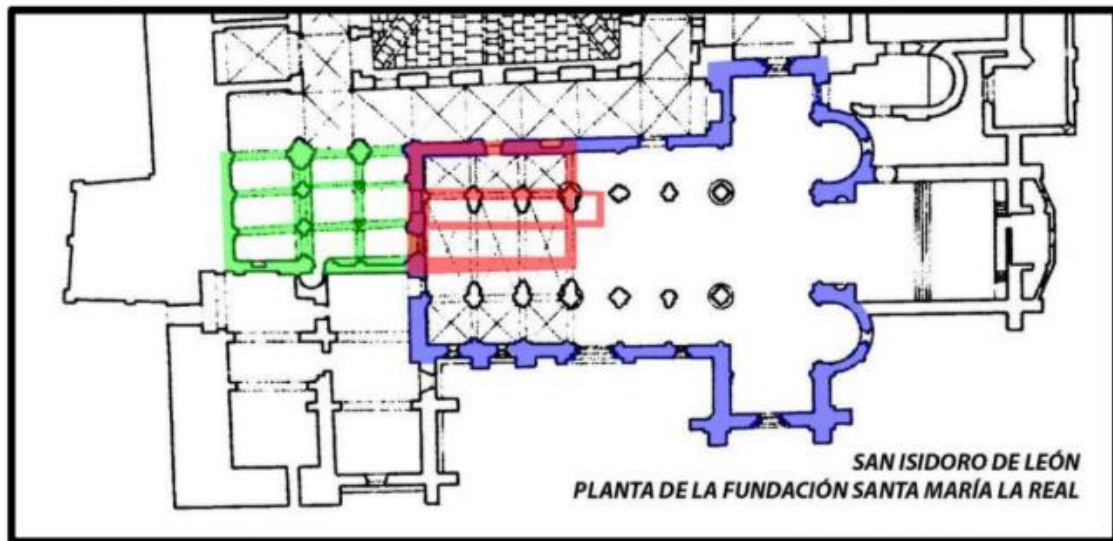 SAN ISIDORO DE LEÓN
PLANTA DE LA FUNDACIÓN SANTA MARÍA LA REAL